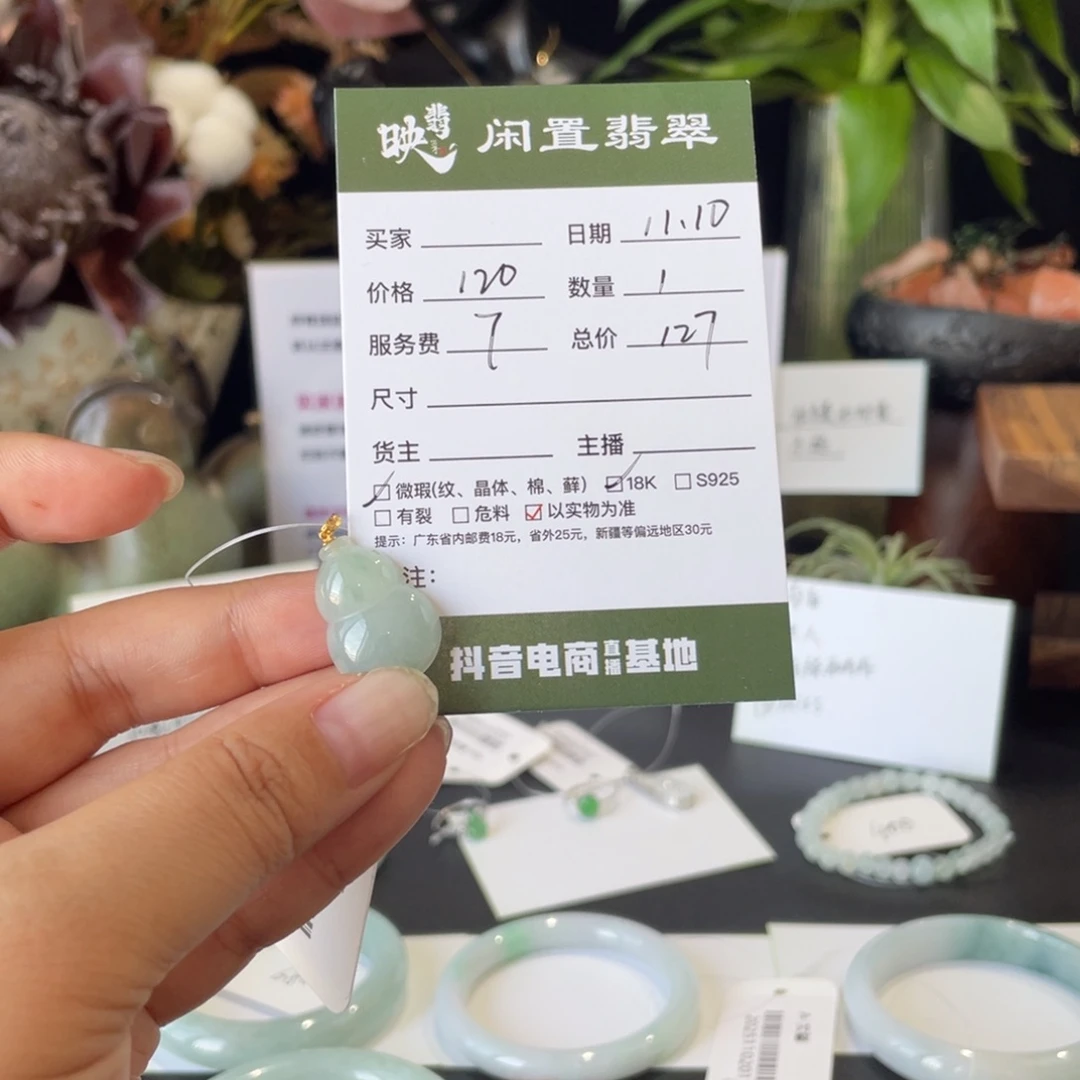 映翡 闲置翡翠
买家 日期 11.10
价格 120 数量 1
服务费 7 总价 127
尺寸
货主 主播
☑微瑕(纹、晶体、棉、藓) ☑18K □S925
□有裂 □危料 ☑以实物为准
提示：广东省内邮费18元，省外25元，新疆等偏远地区30元
注：
抖音电商直播基地